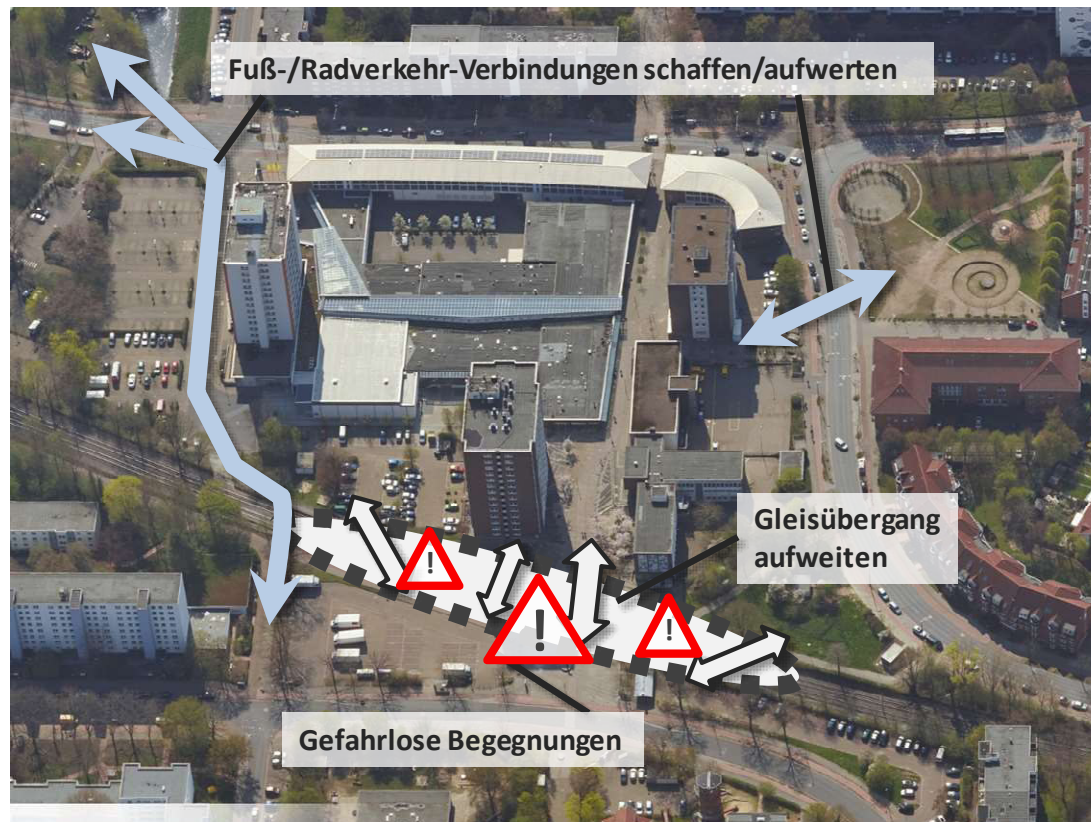 Fuß-/Radverkehr-Verbindungen schaffen/aufwerten
Gleisübergang
aufweiten
!
!
!
Gefahrlose Begegnungen